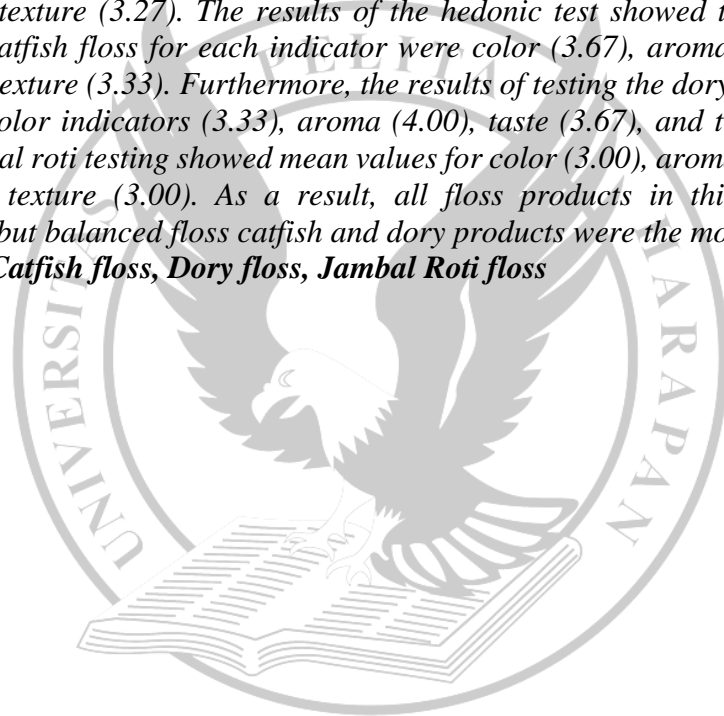 texture (3.27). The results of the hedonic test showed t
atfish floss for each indicator were color (3.67), aroma
exture (3.33). Furthermore, the results of testing the dory
olor indicators (3.33), aroma (4.00), taste (3.67), and t
al roti testing showed mean values for color (3.00), arom
texture (3.00). As a result, all floss products in thi
but balanced floss catfish and dory products were the mo
Catfish floss, Dory floss, Jambal Roti floss
UNIVERSITAS PELITA HARAPAN